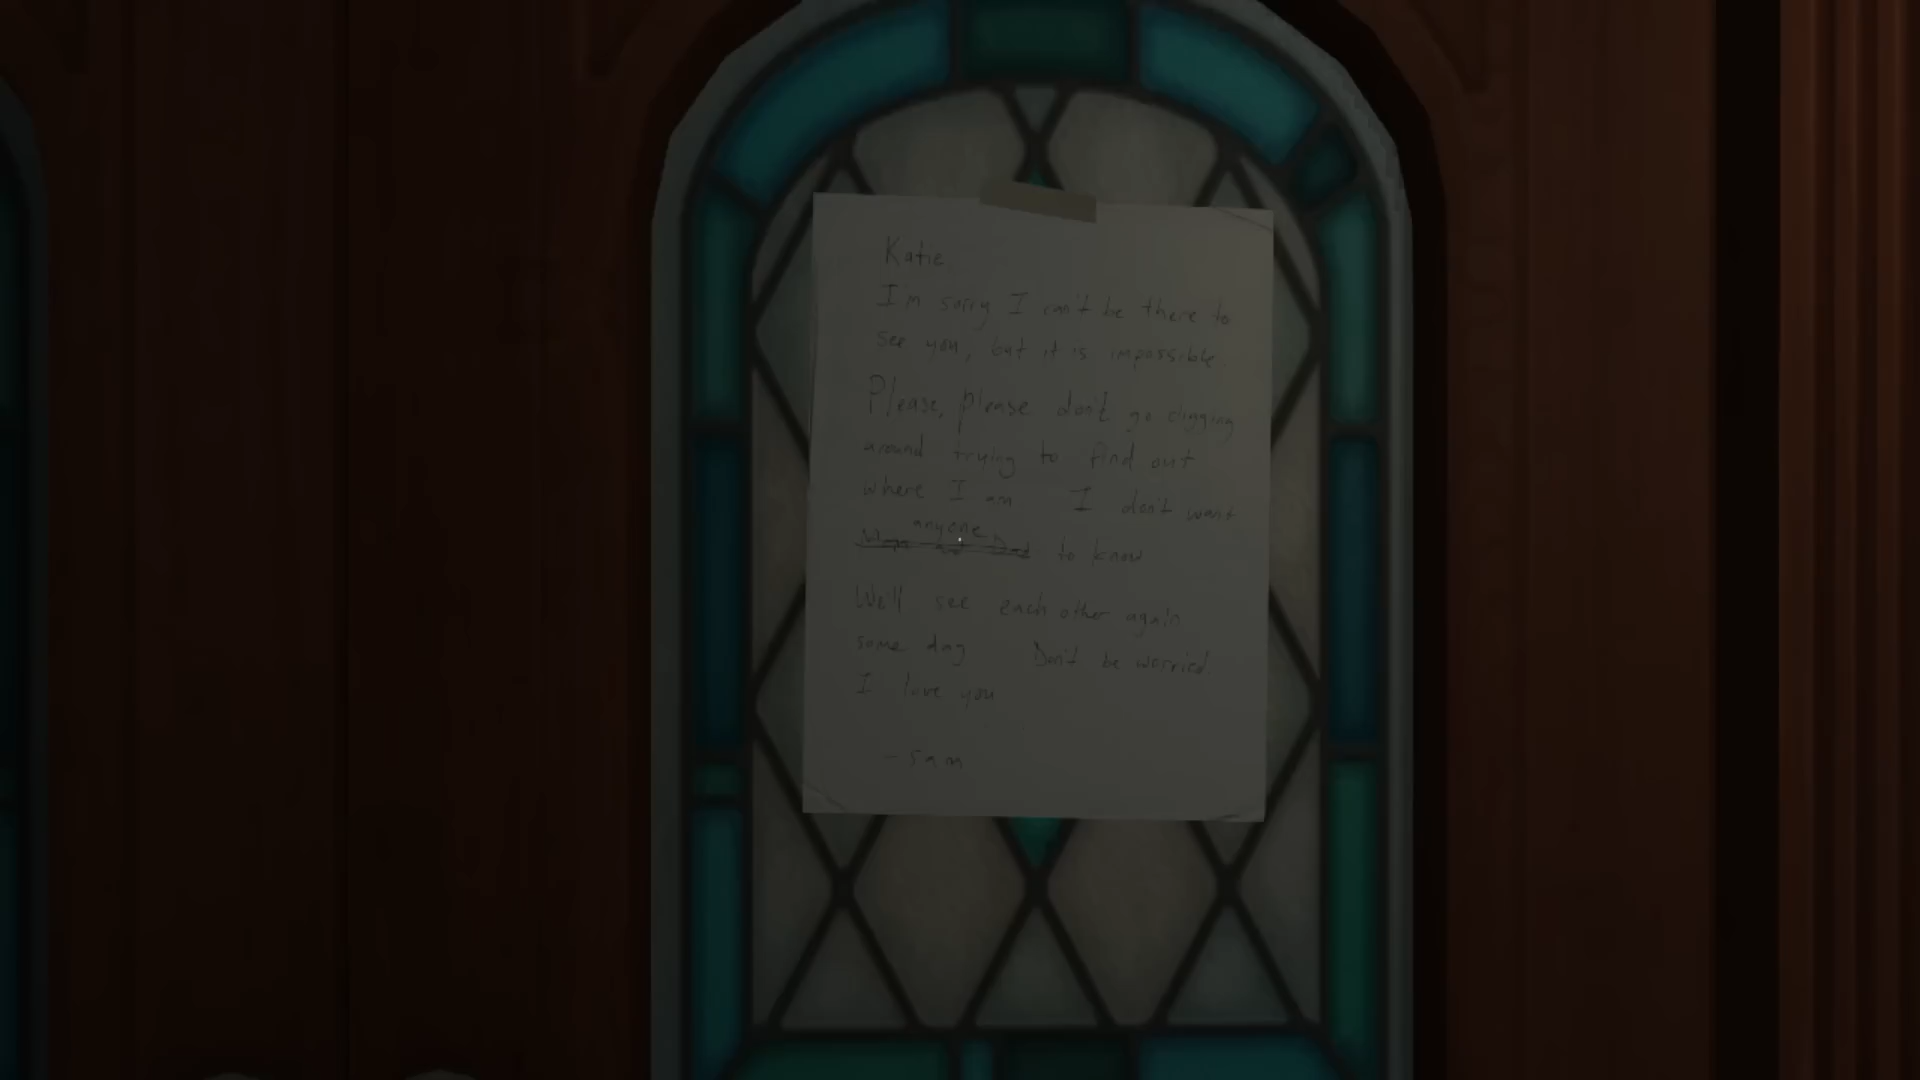 Katie,
I'm sorry I can't be there to
see you, but it is impossible.
Please, please don't go digging
around trying to find out
where I am. I don't want
anyone
to know.
We'll see each other again
some day. Don't be worried.
I love you.
- Sam